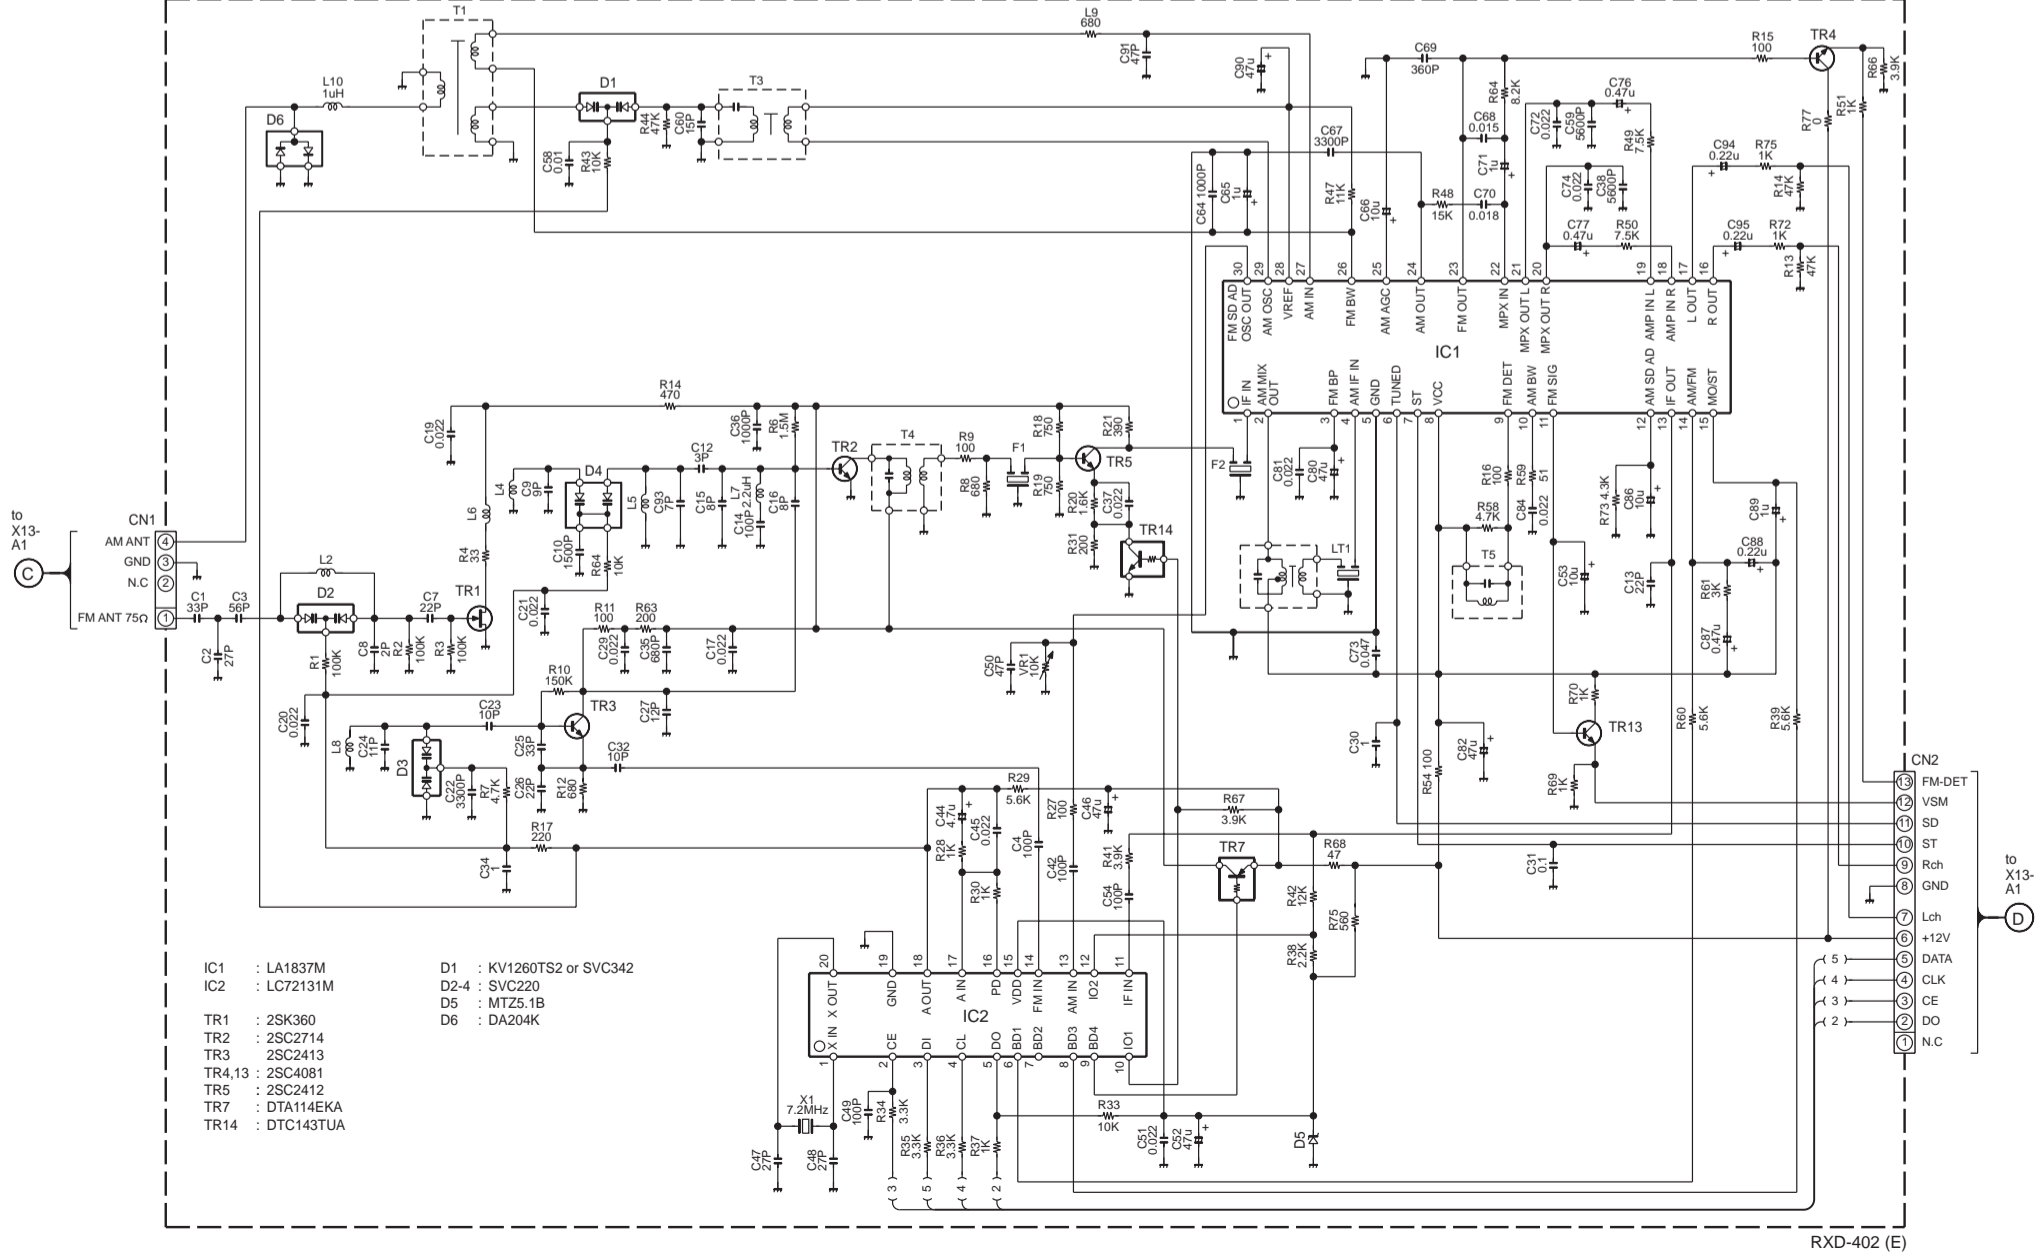 T1
L9
680
C91
47P
C90
47u
C69
360P
R15
100
TR4
R66
3.9K
R51
1K
L10
1uH
D6
D1
T3
R44
47K
C60
15P
C58
0.01
R43
10K
R64
8.2K
C76
0.47u
C72
0.022
C59
5600P
C68
0.015
R49
7.5K
R77
0
C67
3300P
C71
1u
C94
0.22u
R75
1K
R14
47K
C64 1000P
C65
1u
R47
11K
C66
10u
R48
15K
C70
0.018
C74
0.022
C38
5600P
C77
0.47u
R50
7.5K
C95
0.22u
R72
1K
R13
47K
30 29 28 27 26 25 24 23 22 21 20 19 18 17 16
FM SD AD
OSC OUT
AM OSC
VREF
AM IN
FM BW
AM AGC
AM OUT
FM OUT
MPX IN
MPX OUT L
MPX OUT R
AMP IN L
AMP IN R
L OUT
R OUT
IC1
IF IN
AM MIX
OUT
FM BP
AM IF IN
GND
TUNED
ST
VCC
FM DET
AM BW
FM SIG
AM SD AD
IF OUT
AM/FM
MO/ST
1 2 3 4 5 6 7 8 9 10 11 12 13 14 15
R14
470
C19
0.022
C36
1000P
R6
1.5M
L6
R4
33
L4
C9
9P
D4
C10
1500P
R64
10K
L5
C93
7P
C12
3P
C15
8P
L7
2.2uH
C14
100P
C16
8P
TR2
T4
R9
100
R8
680
F1
R18
750
R19
750
R21
390
TR5
R20
1.6K
C37
0.022
R31
200
TR14
F2
C81
0.022
C80
47u
LT1
R16
100
R59
51
R58
4.7K
C84
0.022
T5
R73 4.3K
C86
10u
C89
1u
C88
0.22u
C53
10u
C13
22P
R61
3K
C87
0.47u
to
X13-
A1
C
CN1
AM ANT
4
GND
3
N.C
2
FM ANT 75Ω
1
C1
33P
C3
56P
C2
27P
L2
D2
R1
100K
C8
2P
R2
100K
C7
22P
R3
100K
TR1
C21
0.022
R11
100
R63
200
C29
0.022
C35
680P
C17
0.022
C50
47P
VR1
10K
C73
0.047
R10
150K
TR3
C27
12P
C20
0.022
L8
C24
11P
C23
10P
D3
C22
3300P
R7
4.7K
C25
33P
C26
22P
R12
680
C32
10P
R17
220
C34
1
C30
1
C82
47u
R54 100
R70
1K
TR13
R69
1K
R60
5.6K
R39
5.6K
C44
4.7u
C45
0.022
R28
1K
R30
1K
R29
5.6K
C4
100P
R27
100
C42
100P
C46
47u
R41
3.9K
C54
100P
R67
3.9K
TR7
R68
47
R42
12K
R75
560
R38
2.2K
C31
0.1
CN2
13 FM-DET
12 VSM
11 SD
10 ST
9 Rch
8 GND
7 Lch
6 +12V
5 DATA
4 CLK
3 CE
2 DO
1 N.C
5
4
3
2
to
X13-
A1
D
20 19 18 17 16 15 14 13 12 11
X OUT
GND
A OUT
A IN
PD
VDD
FM IN
AM IN
IO2
IF IN
IC2
X IN
CE
DI
CL
DO
BD1
BD2
BD3
BD4
IO1
1 2 3 4 5 6 7 8 9 10
X1
7.2MHz
C47
27P
C48
27P
C49
100P
R34
3.3K
R35
3.3K
R36
3.3K
R37
1K
R33
10K
C51
0.022
C52
47u
D5
3 5 4 2
IC1 : LA1837M
IC2 : LC72131M
TR1 : 2SK360
TR2 : 2SC2714
TR3 2SC2413
TR4,13 : 2SC4081
TR5 : 2SC2412
TR7 : DTA114EKA
TR14 : DTC143TUA
D1 : KV1260TS2 or SVC342
D2-4 : SVC220
D5 : MTZ5.1B
D6 : DA204K
RXD-402 (E)